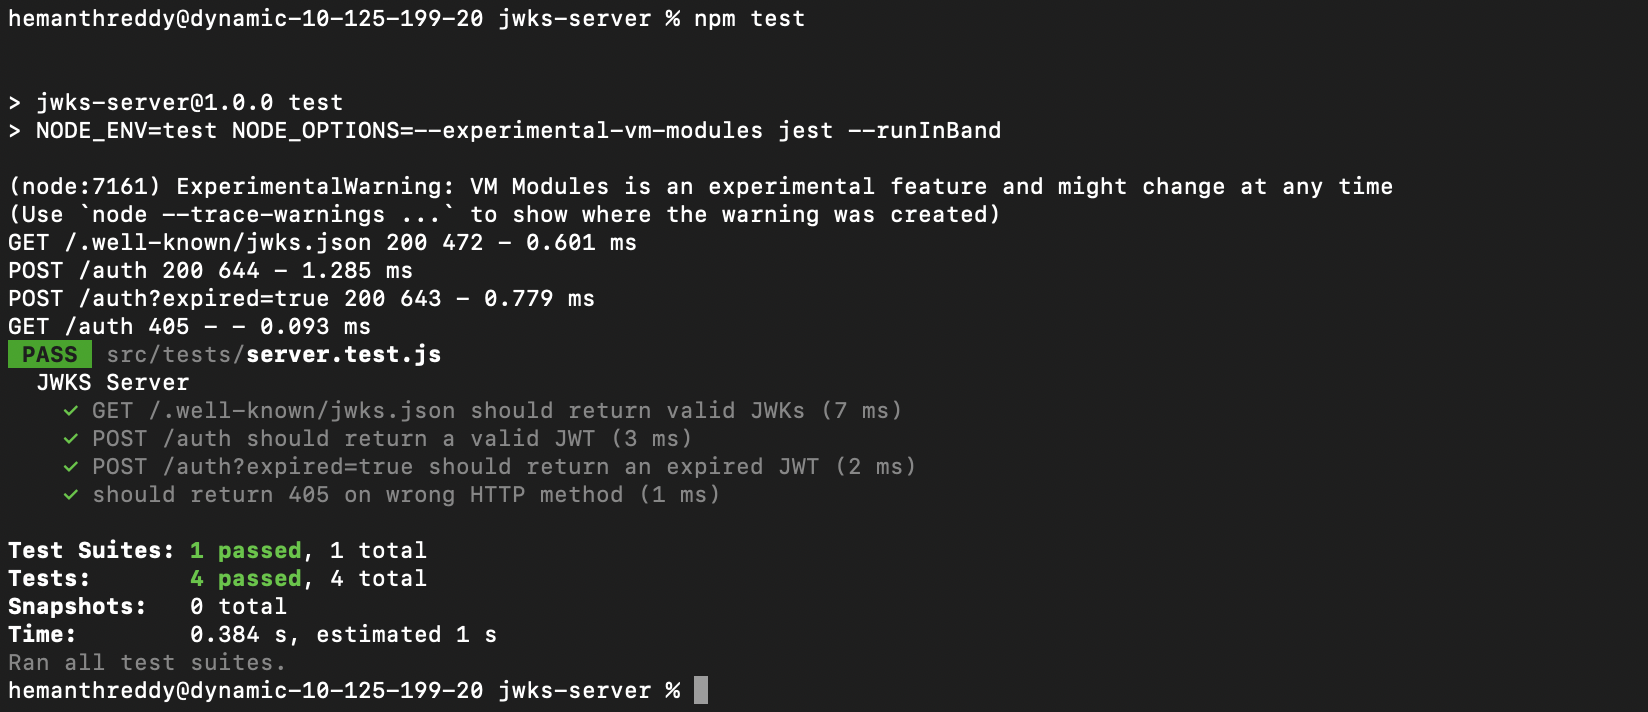 hemanthreddy@dynamic-10-125-199-20 jwks-server % npm test
> jwks-server@1.0.0 test
> NODE_ENV=test NODE_OPTIONS=--experimental-vm-modules jest --runInBand
(node:7161) ExperimentalWarning: VM Modules is an experimental feature and might change at any time
(Use `node --trace-warnings ...` to show where the warning was created)
GET /.well-known/jwks.json 200 472 - 0.601 ms
POST /auth 200 644 - 1.285 ms
POST /auth?expired=true 200 643 - 0.779 ms
GET /auth 405 - - 0.093 ms
PASS src/tests/server.test.js
JWKS Server
✓ GET /.well-known/jwks.json should return valid JWKs (7 ms)
✓ POST /auth should return a valid JWT (3 ms)
✓ POST /auth?expired=true should return an expired JWT (2 ms)
✓ should return 405 on wrong HTTP method (1 ms)
Test Suites: 1 passed, 1 total
Tests: 4 passed, 4 total
Snapshots: 0 total
Time: 0.384 s, estimated 1 s
Ran all test suites.
hemanthreddy@dynamic-10-125-199-20 jwks-server %